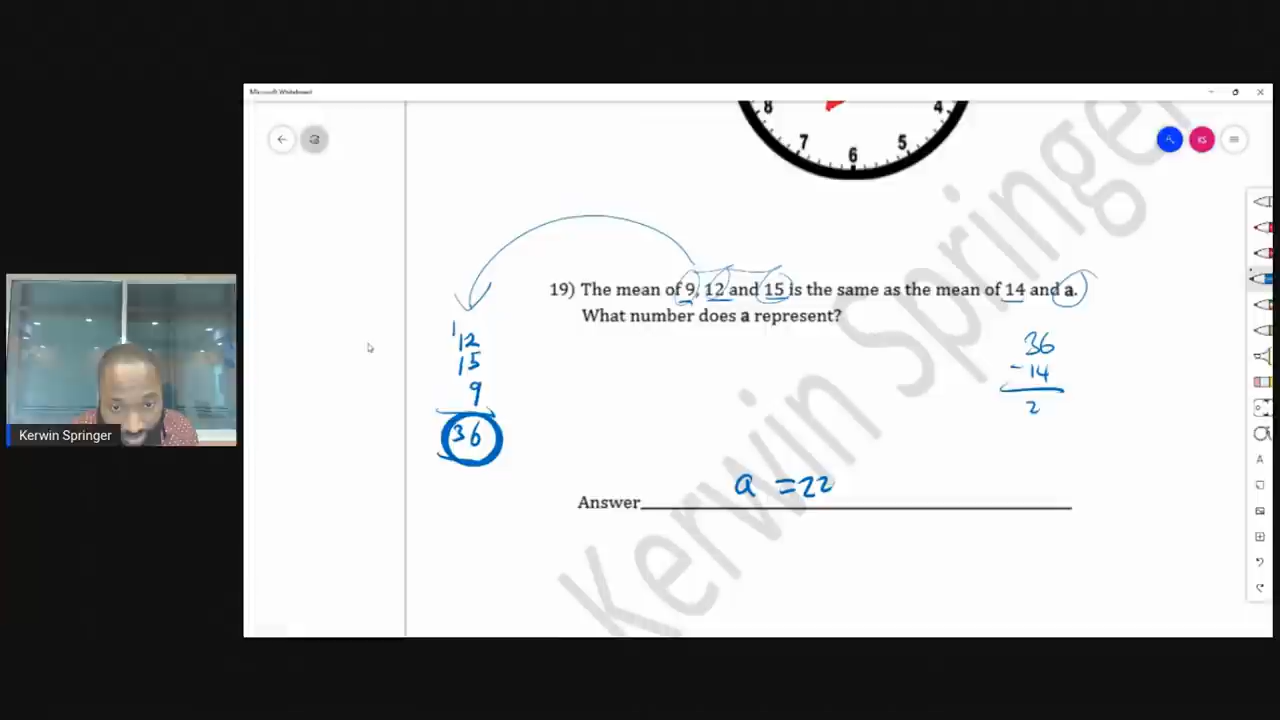 Microsoft Whiteboard
8
4
7
5
6
KS
Kerwin Springer
19) The mean of 9, 12 and 15 is the same as the mean of 14 and a.
What number does a represent?
1
12
15
9
36
36
-14
2
a = 22
Answer
Kerwin Springer
A